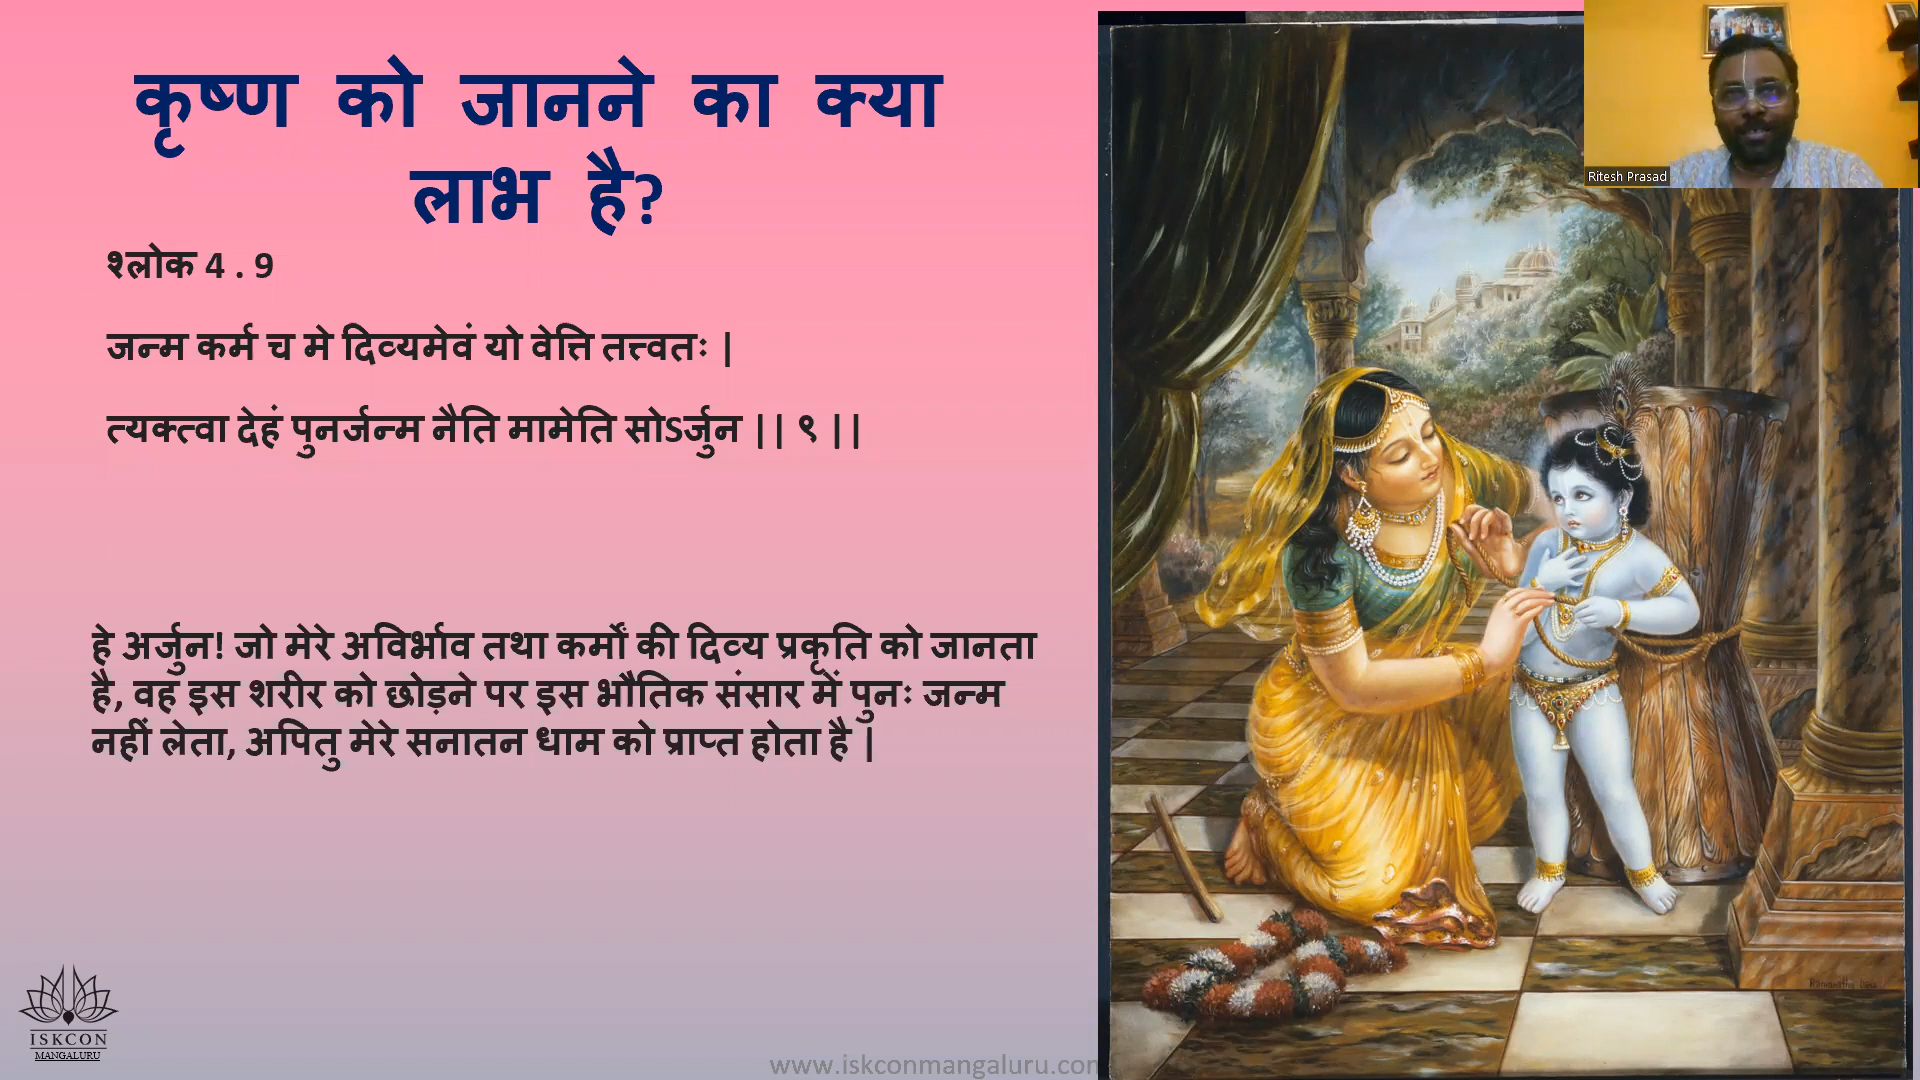 कृष्ण को जानने का क्या
लाभ है?
श्लोक 4 . 9
जन्म कर्म च मे दिव्यमेवं यो वेत्ति तत्त्वतः |
त्यक्त्वा देहं पुनर्जन्म नैति मामेति सोSर्जुन || ९ ||
हे अर्जुन! जो मेरे अविर्भाव तथा कर्मों की दिव्य प्रकृति को जानता
है, वह इस शरीर को छोड़ने पर इस भौतिक संसार में पुनः जन्म
नहीं लेता, अपितु मेरे सनातन धाम को प्राप्त होता है |
ISKCON
MANGALURU
www.iskconmangaluru.com
Ritesh Prasad